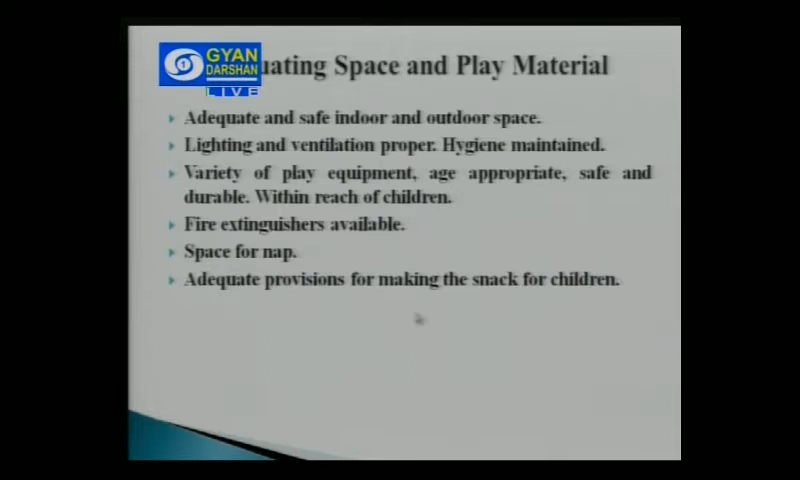 GYAN
DARSHAN
LIVE
uating Space and Play Material
Adequate and safe indoor and outdoor space.
Lighting and ventilation proper. Hygiene maintained.
Variety of play equipment, age appropriate, safe and
durable. Within reach of children.
Fire extinguishers available.
Space for nap.
Adequate provisions for making the snack for children.